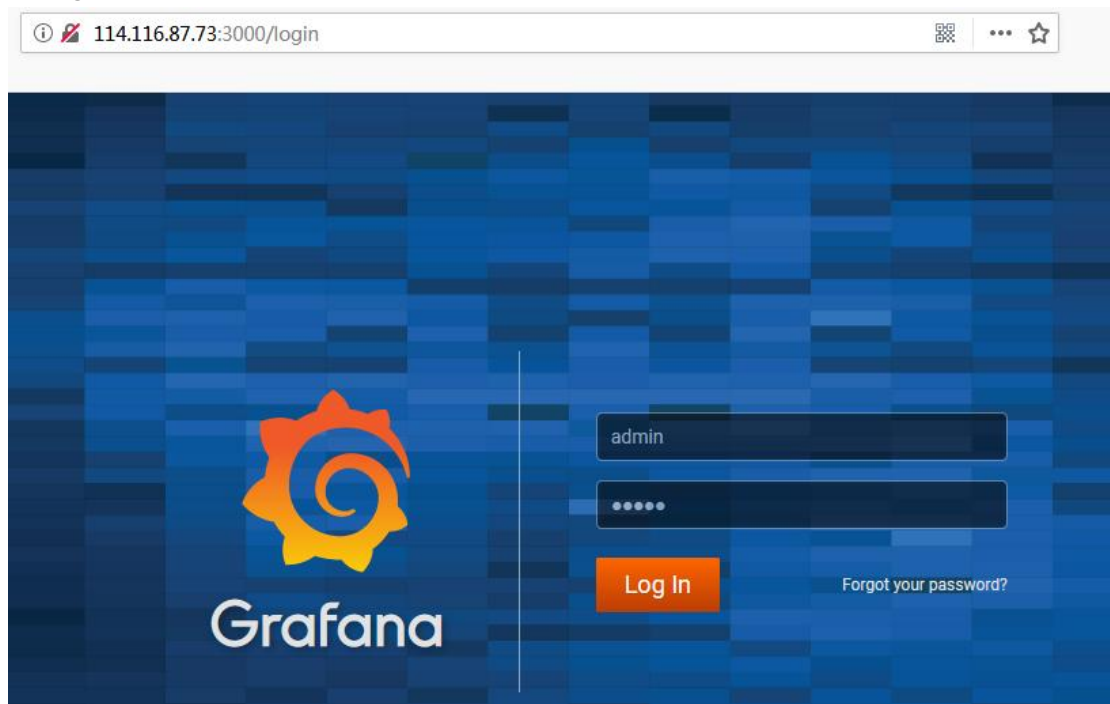 114.116.87.73:3000/login
admin
•••••
Log In
Forgot your password?
Grafana